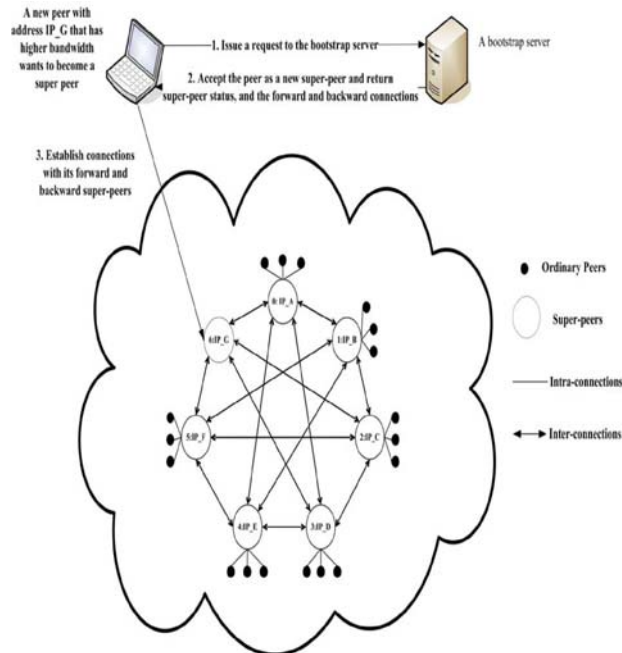 A new peer with
address IP_G that has
higher bandwidth
wants to become a
super peer
1. Issue a request to the bootstrap server
A bootstrap server
2. Accept the peer as a new super-peer and return
super-peer status, and the forward and backward connections
3. Establish connections
with its forward and
backward super-peers
0: IP_A
6:IP_G
1:IP_B
5:IP_F
2:IP_C
4:IP_E
3:IP_D
Ordinary Peers
Super-peers
Intra-connections
Inter-connections